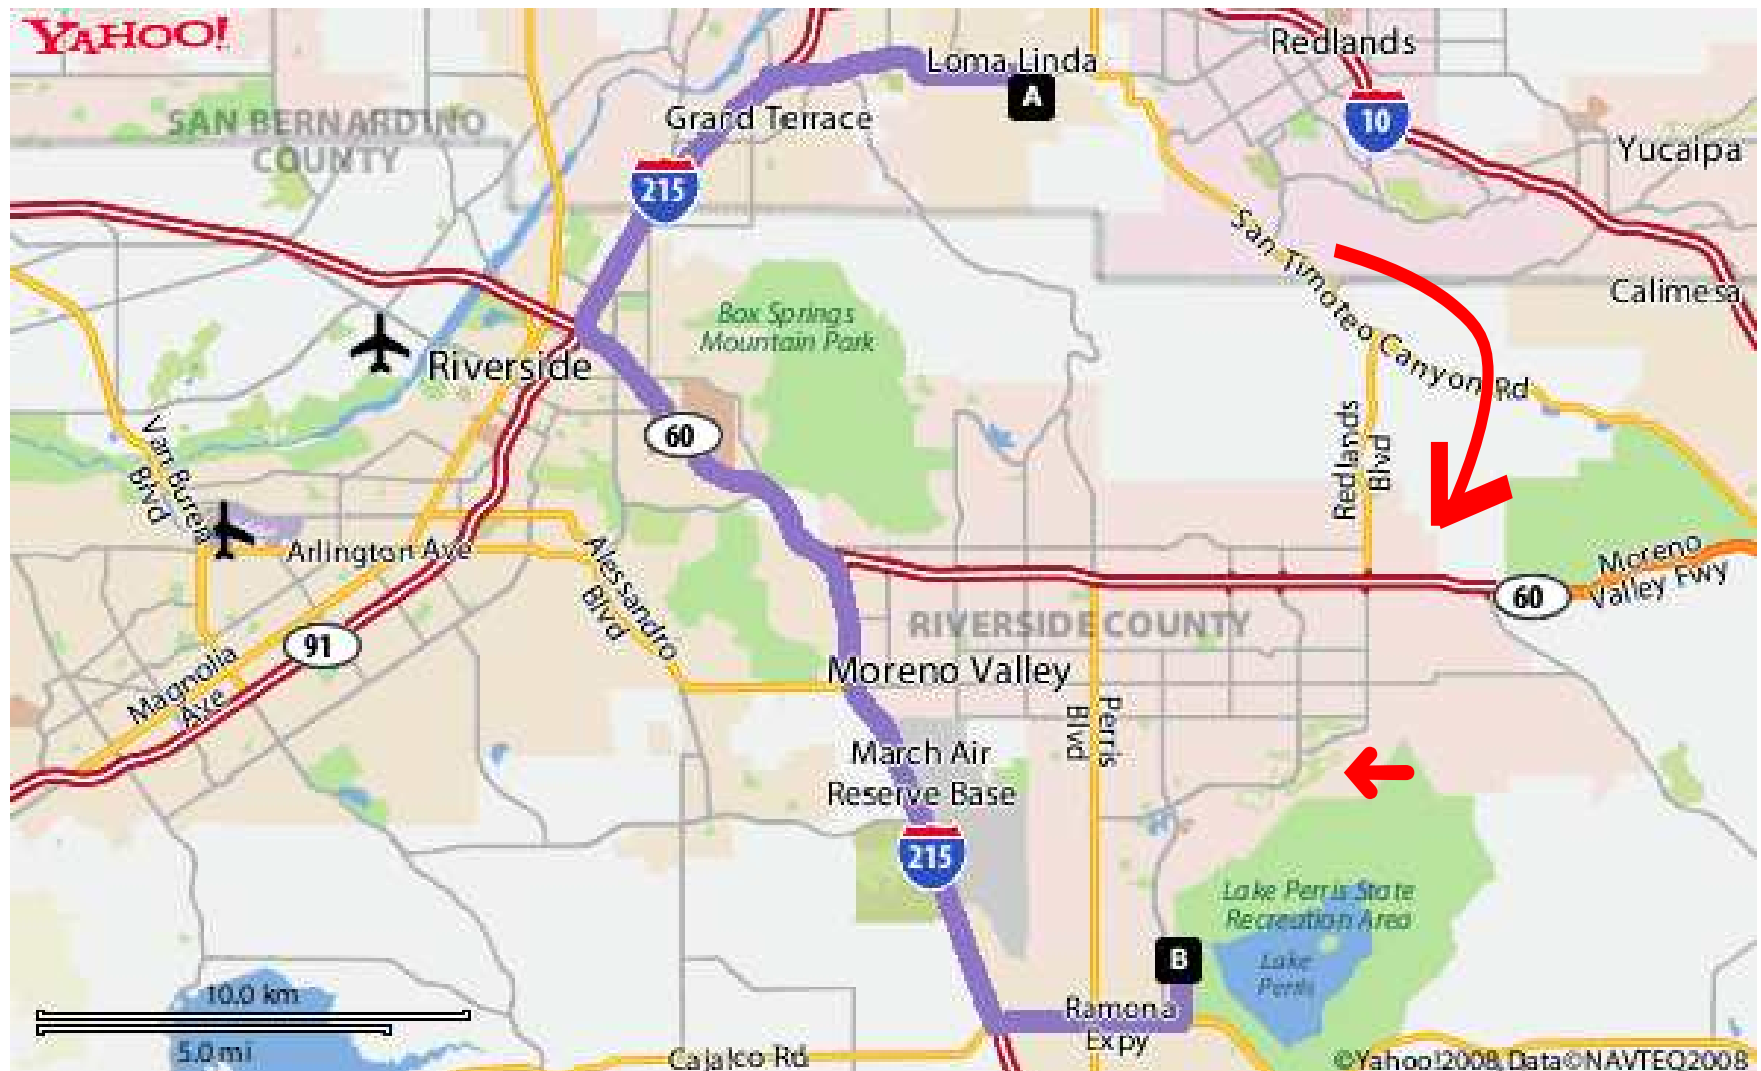 YAHOO!
Loma Linda
A
Redlands
10
Grand Terrace
SAN BERNARDINO
COUNTY
Yucaipa
215
San Timoteo Canyon Rd
Calimesa
Box Springs
Mountain Park
Riverside
60
Redlands
Blvd
Van Buren
Blvd
Arlington Ave
Alessandro
Blvd
Moreno
Valley Fwy
60
RIVERSIDE COUNTY
91
Moreno Valley
Magnolia
Ave
Perris
Blvd
March Air
Reserve Base
215
Lake Perris State
Recreation Area
B
Lake
Perris
10.0 km
5.0 mi
Ramona
Expy
Cajalco Rd
©Yahoo!2008,Data©NAVTEQ2008